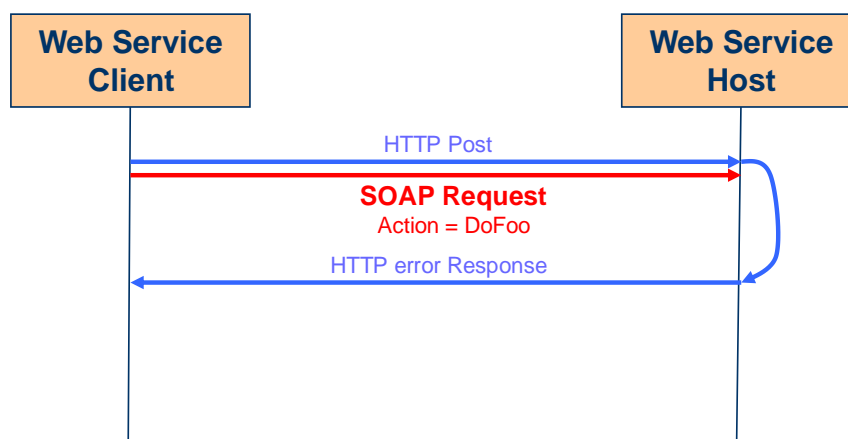 Web Service
Client
Web Service
Host
HTTP Post
SOAP Request
Action = DoFoo
HTTP error Response